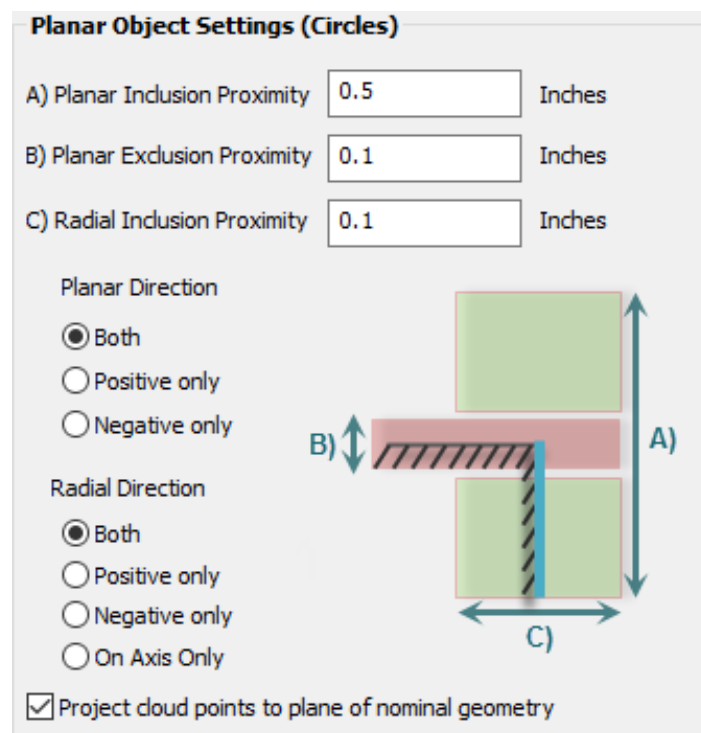 Planar Object Settings (Circles)
A) Planar Inclusion Proximity 0.5 Inches
B) Planar Exclusion Proximity 0.1 Inches
C) Radial Inclusion Proximity 0.1 Inches
Planar Direction
Both
Positive only
Negative only
B)
A)
Radial Direction
Both
Positive only
Negative only
C)
On Axis Only
Project cloud points to plane of nominal geometry